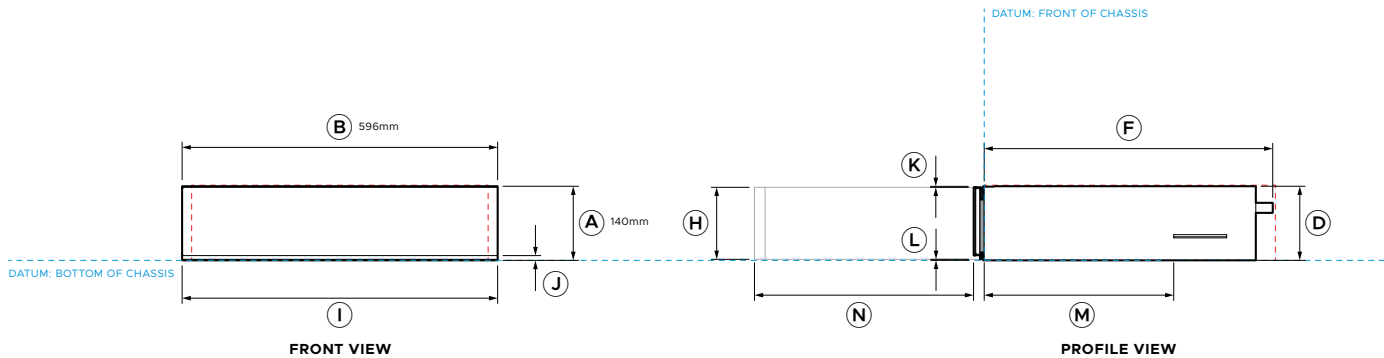 DATUM: FRONT OF CHASSIS
B 596mm
F
K
H
A 140mm
D
L
DATUM: BOTTOM OF CHASSIS
J
I
N
M
FRONT VIEW
PROFILE VIEW